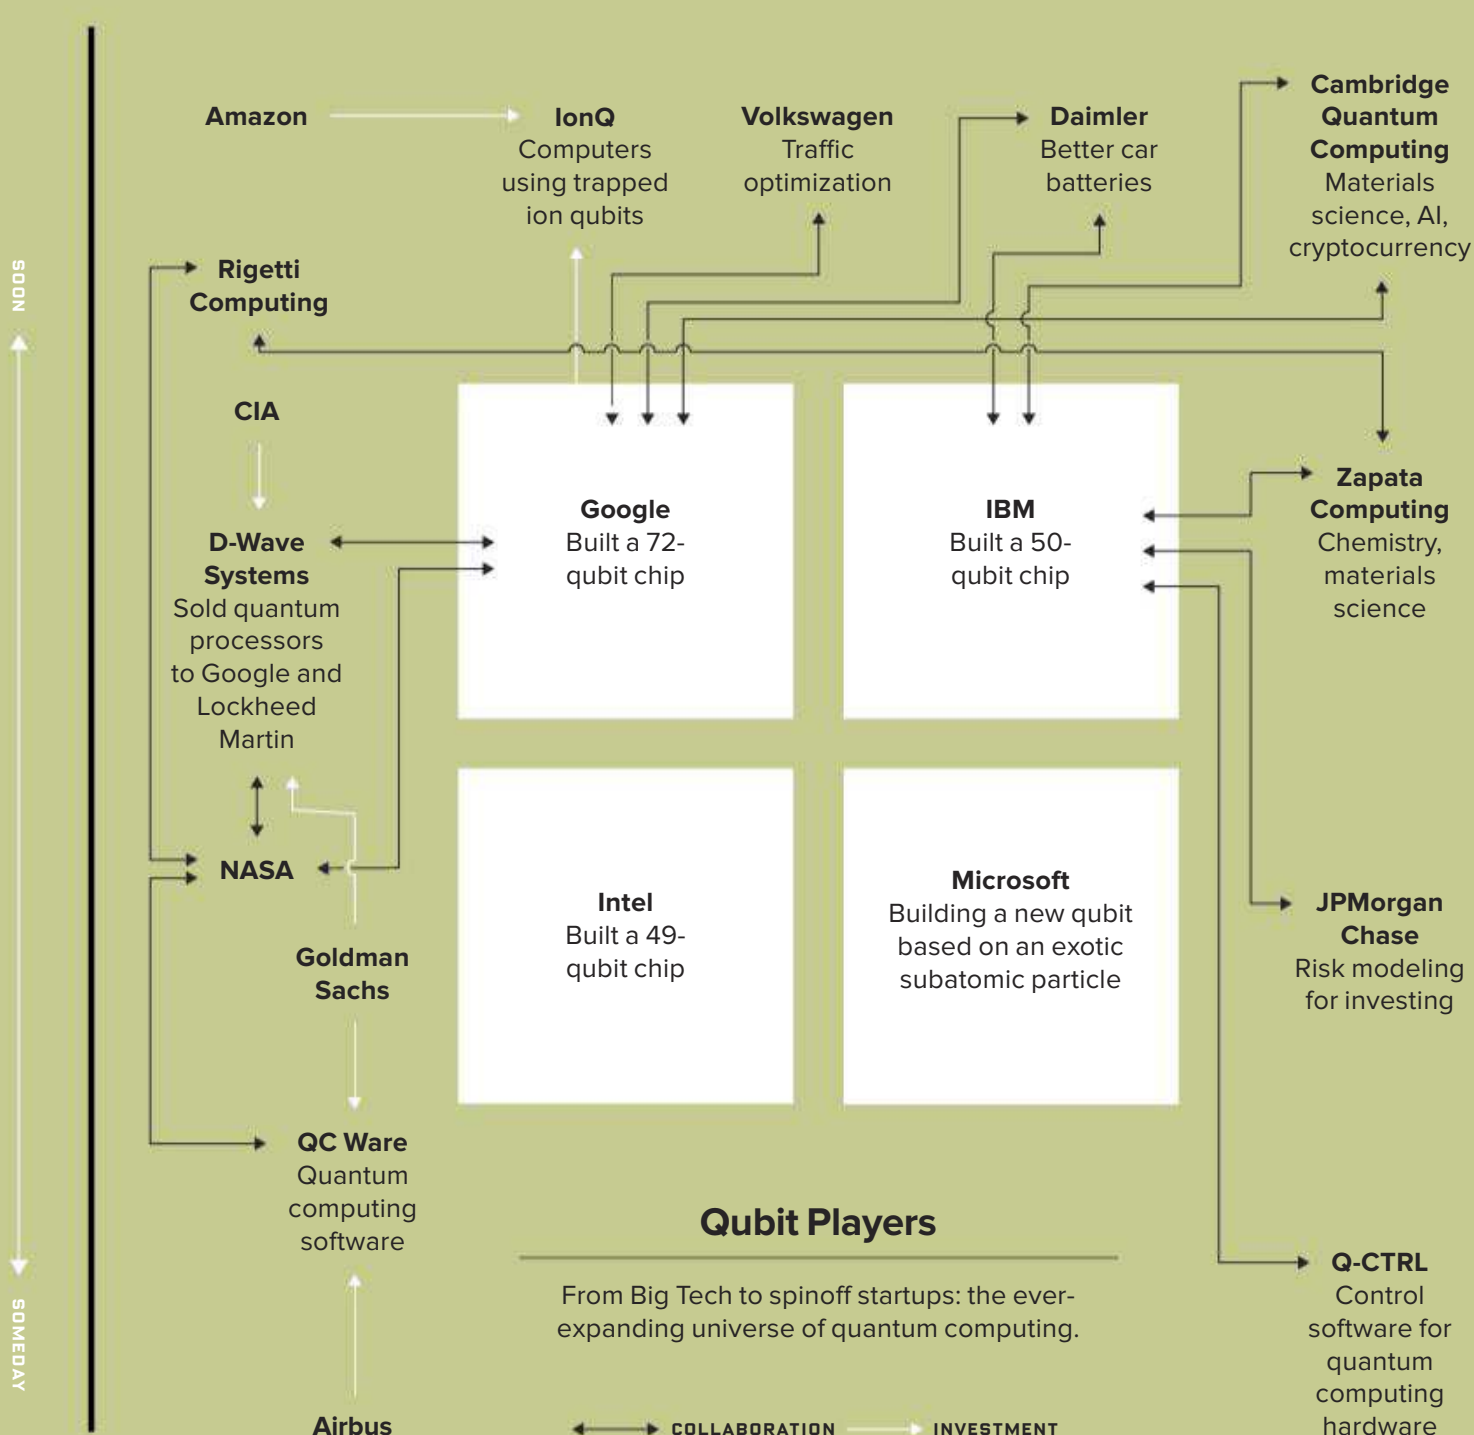 SOON
SOMEDAY
Amazon
IonQ
Computers
using trapped
ion qubits
Volkswagen
Traffic
optimization
Daimler
Better car
batteries
Cambridge
Quantum
Computing
Materials
science, AI,
cryptocurrency
Rigetti
Computing
CIA
D-Wave
Systems
Sold quantum
processors
to Google and
Lockheed
Martin
Google
Built a 72-
qubit chip
IBM
Built a 50-
qubit chip
Zapata
Computing
Chemistry,
materials
science
NASA
Goldman
Sachs
Intel
Built a 49-
qubit chip
Microsoft
Building a new qubit
based on an exotic
subatomic particle
JPMorgan
Chase
Risk modeling
for investing
QC Ware
Quantum
computing
software
Qubit Players
From Big Tech to spinoff startups: the ever-
expanding universe of quantum computing.
Q-CTRL
Control
software for
quantum
computing
hardware
Airbus
COLLABORATION
INVESTMENT